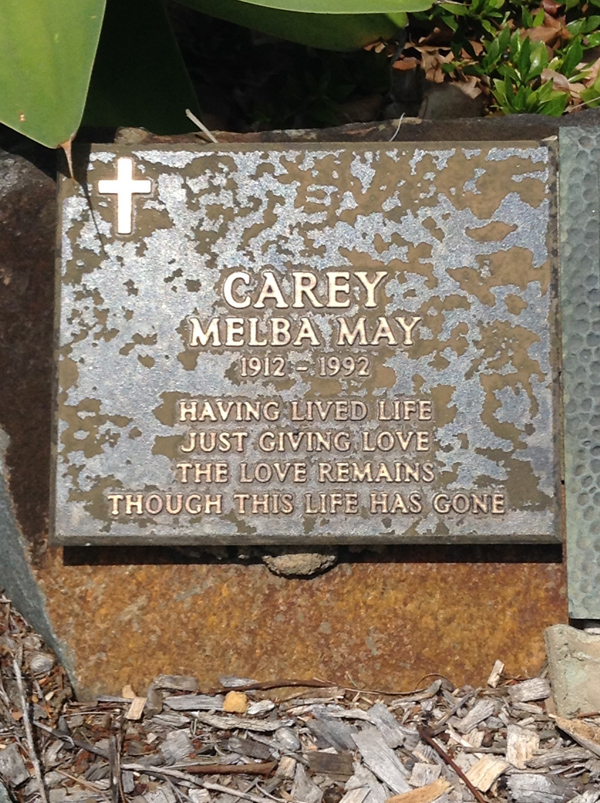 CAREY
MELBA MAY
1912 - 1992
HAVING LIVED LIFE
JUST GIVING LOVE
THE LOVE REMAINS
THOUGH THIS LIFE HAS GONE